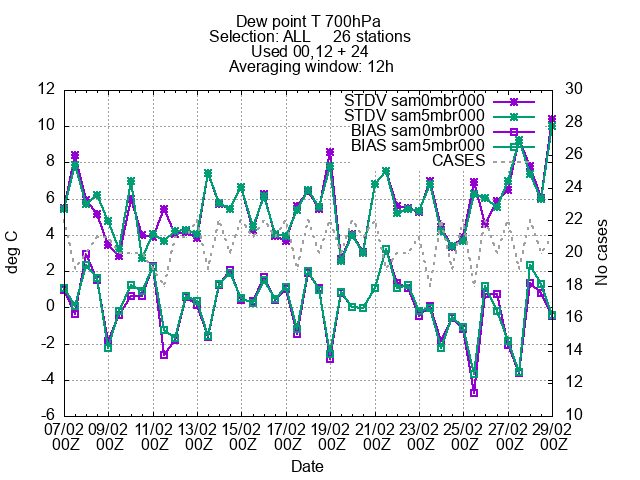 Dew point T 700hPa
Selection: ALL 26 stations
Used 00,12 + 24
Averaging window: 12h
STDV sam0mbr000
STDV sam5mbr000
BIAS sam0mbr000
BIAS sam5mbr000
CASES
12
10
8
6
4
2
0
-2
-4
-6
deg C
30
28
26
24
22
20
18
16
14
12
10
No cases
07/02 09/02 11/02 13/02 15/02 17/02 19/02 21/02 23/02 25/02 27/02 29/02
00Z 00Z 00Z 00Z 00Z 00Z 00Z 00Z 00Z 00Z 00Z 00Z
Date